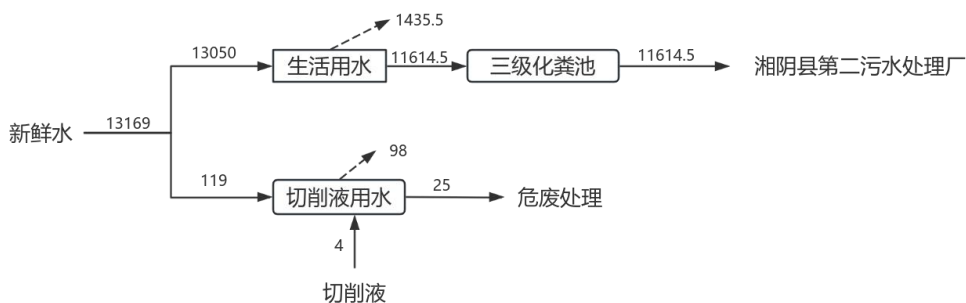 1435.5
13050
生活用水
11614.5
三级化粪池
11614.5
湘阴县第二污水处理厂
新鲜水
13169
98
119
切削液用水
25
危废处理
4
切削液